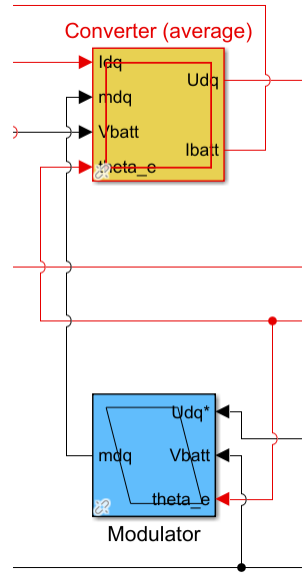 Converter (average)
Idq
Udq
mdq
Vbatt
Ibatt
theta_e
Udq*
mdq
Vbatt
theta_e
Modulator